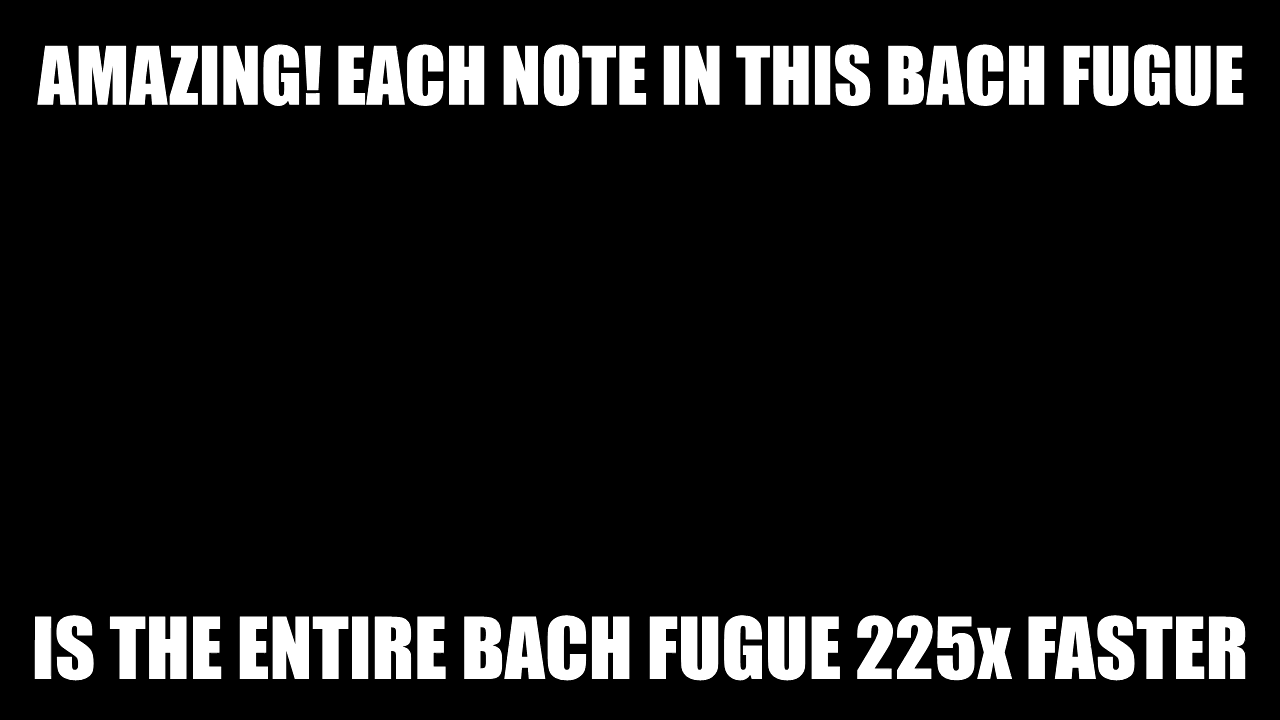 AMAZING! EACH NOTE IN THIS BACH FUGUE
IS THE ENTIRE BACH FUGUE 225x FASTER